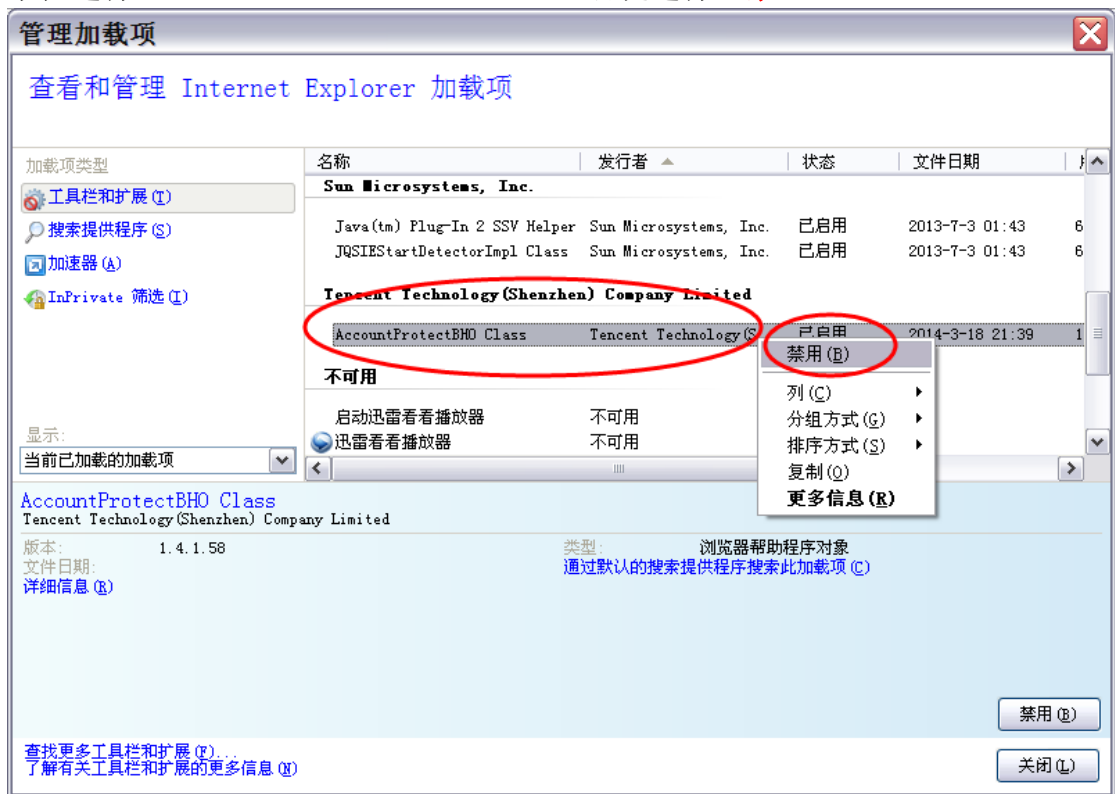 管理加载项
查看和管理 Internet Explorer 加载项
加载项类型
工具栏和扩展(T)
搜索提供程序(S)
加速器(A)
InPrivate 筛选(I)
显示:
当前已加载的加载项
名称 发行者 状态 文件日期
Sun Microsystems, Inc.
Java(tm) Plug-In 2 SSV Helper Sun Microsystems, Inc. 已启用 2013-7-3 01:43 6
JQSIEStartDetectorImpl Class Sun Microsystems, Inc. 已启用 2013-7-3 01:43 6
Tencent Technology(Shenzhen) Company Limited
AccountProtectBHO Class Tencent Technology(S 已启用 2014-3-18 21:39 1
不可用
启动迅雷看看播放器 不可用
迅雷看看播放器 不可用
禁用(B)
列(C)
分组方式(G)
排序方式(S)
复制(O)
更多信息(R)
AccountProtectBHO Class
Tencent Technology(Shenzhen) Company Limited
版本: 1.4.1.58 类型: 浏览器帮助程序对象
文件日期: 通过默认的搜索提供程序搜索此加载项(C)
详细信息(R)
禁用(B)
查找更多工具栏和扩展(F)...
了解有关工具栏和扩展的更多信息(N)
关闭(L)